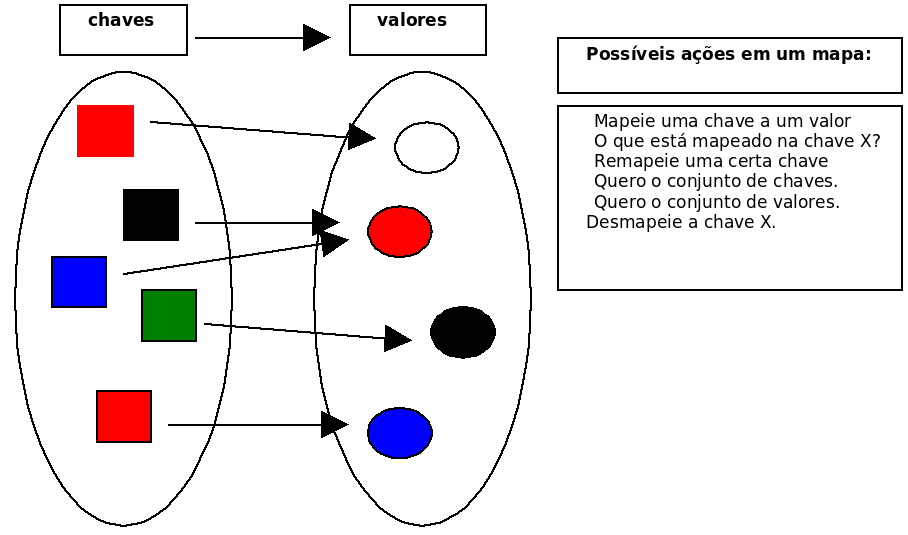 chaves
valores
Possíveis ações em um mapa:
Mapeie uma chave a um valor
O que está mapeado na chave X?
Remapeie uma certa chave
Quero o conjunto de chaves.
Quero o conjunto de valores.
Desmapeie a chave X.